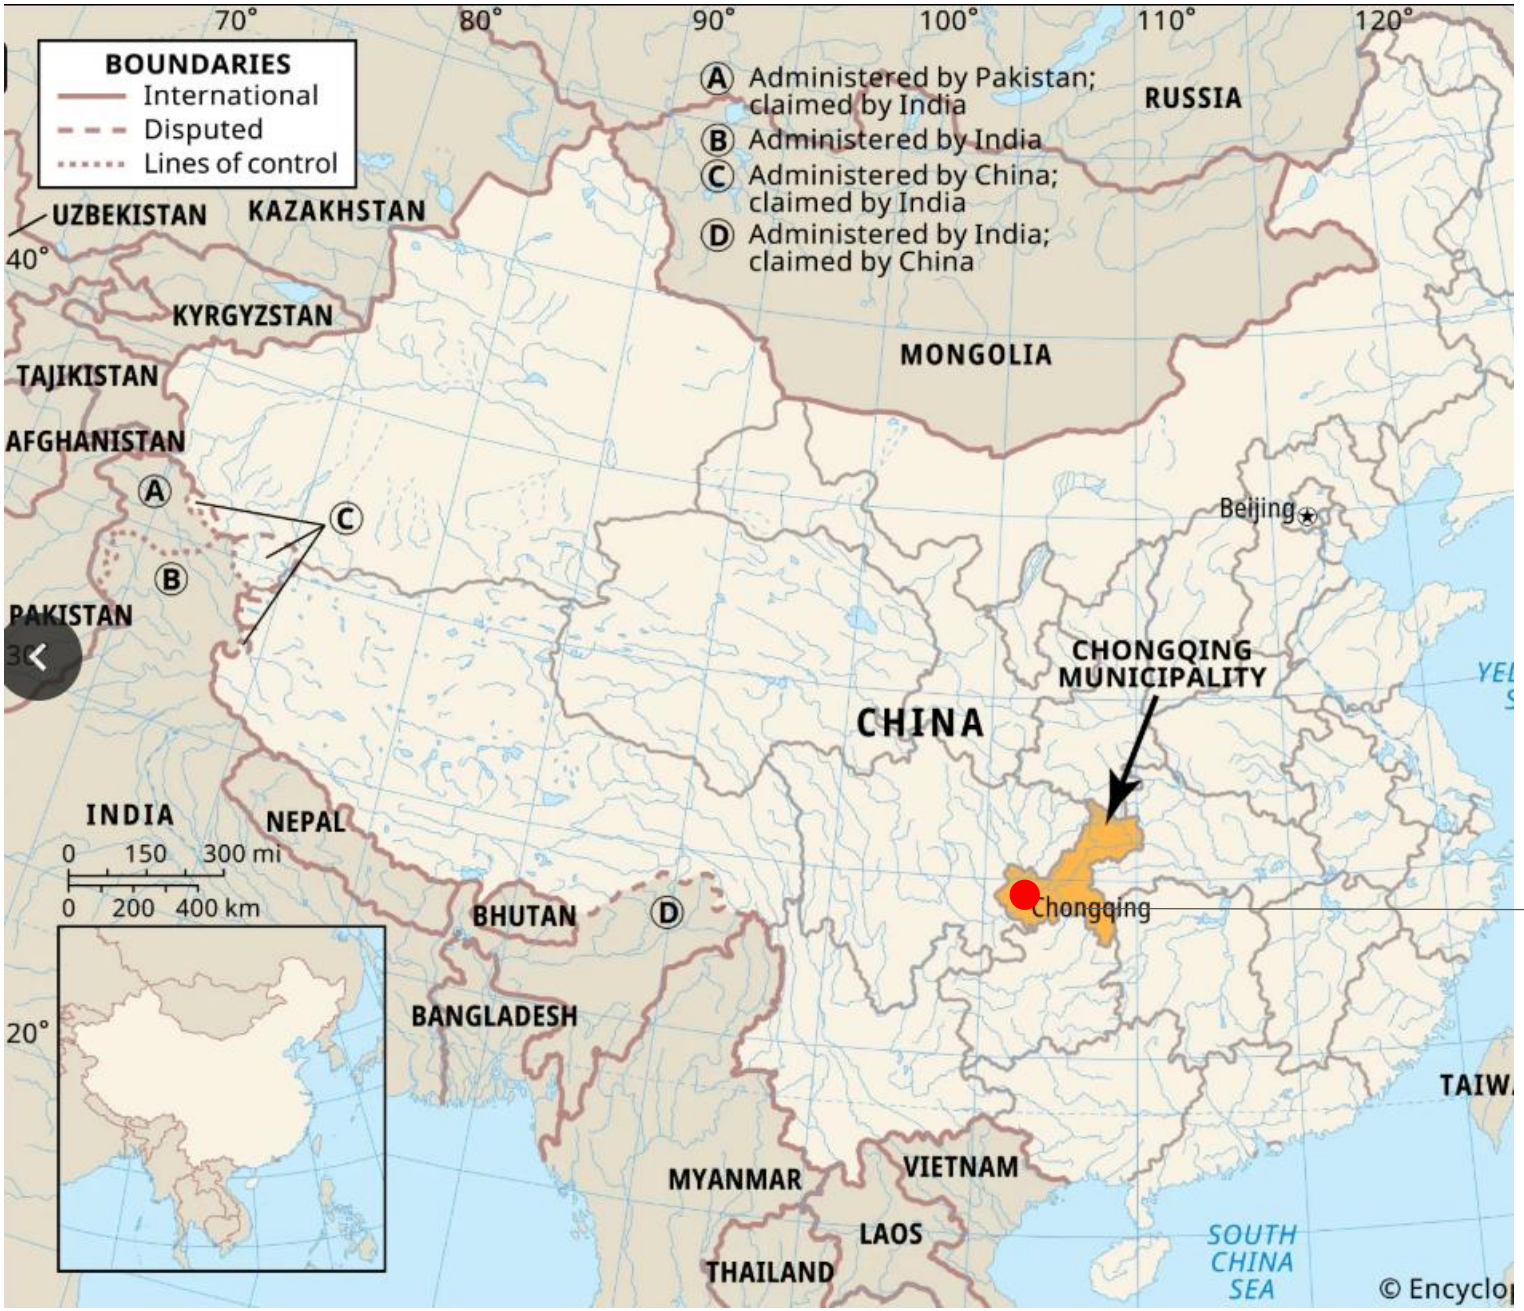 70°
80°
90°
100°
110°
120°
BOUNDARIES
International
Disputed
Lines of control
A Administered by Pakistan;
claimed by India
B Administered by India
C Administered by China;
claimed by India
D Administered by India;
claimed by China
RUSSIA
UZBEKISTAN
KAZAKHSTAN
40°
KYRGYZSTAN
MONGOLIA
TAJIKISTAN
AFGHANISTAN
A
C
Beijing
B
PAKISTAN
30
CHONGQING
MUNICIPALITY
YEL
S
CHINA
INDIA
NEPAL
0 150 300 mi
0 200 400 km
BHUTAN
D
Chongqing
BANGLADESH
20°
TAIWA
MYANMAR
VIETNAM
LAOS
THAILAND
SOUTH
CHINA
SEA
© Encyclop